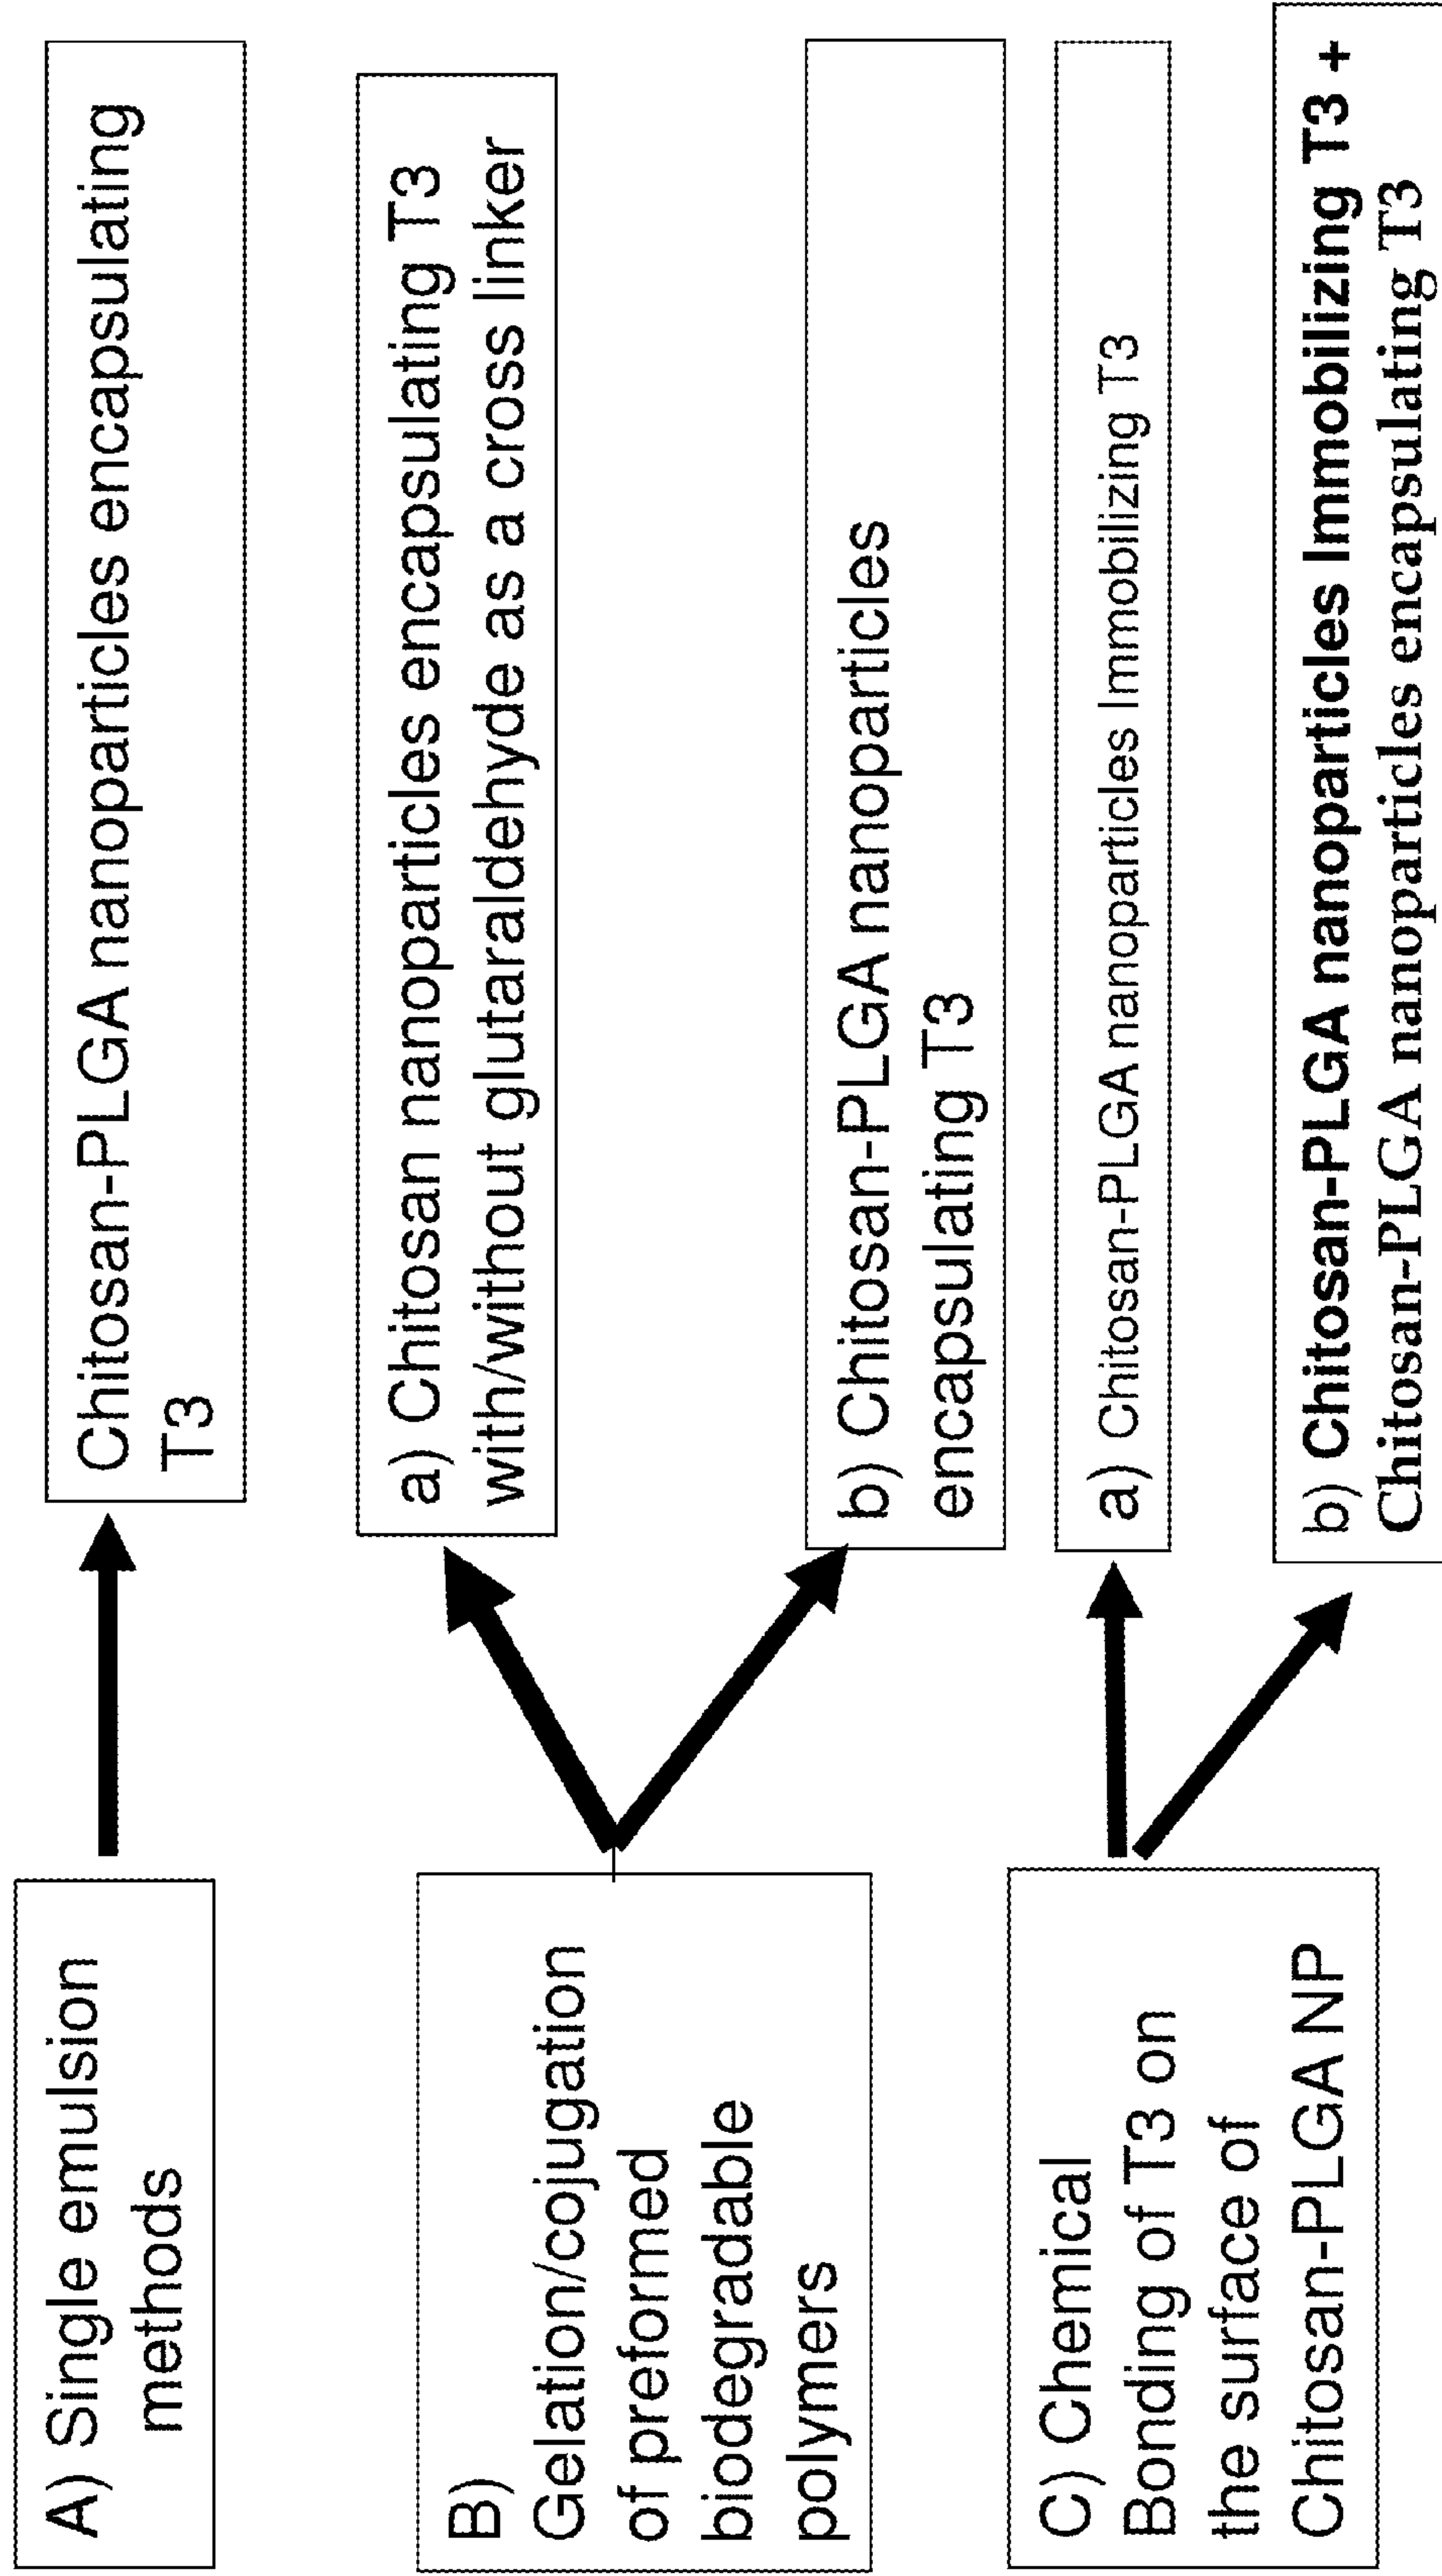 A) Single emulsion
methods
Chitosan-PLGA nanoparticles encapsulating
T3
B)
Gelation/cojugation
of preformed
biodegradable
polymers
a) Chitosan nanoparticles encapsulating T3
with/without glutaraldehyde as a cross linker
b) Chitosan-PLGA nanoparticles
encapsulating T3
C) Chemical
Bonding of T3 on
the surface of
Chitosan-PLGA NP
a) Chitosan-PLGA nanoparticles Immobilizing T3
b) Chitosan-PLGA nanoparticles Immobilizing T3 +
Chitosan-PLGA nanoparticles encapsulating T3